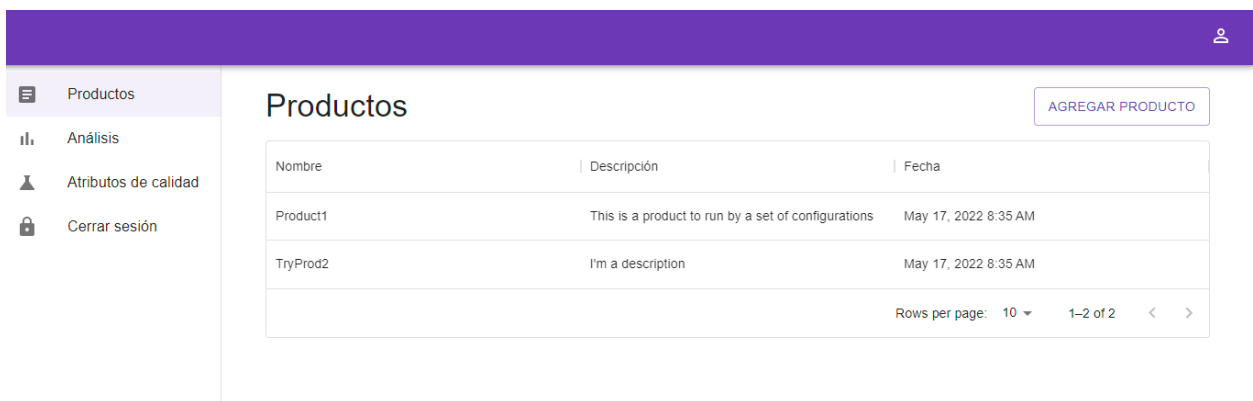 Productos
Análisis
Atributos de calidad
Cerrar sesión
Productos
AGREGAR PRODUCTO
Nombre Descripción Fecha
Product1 This is a product to run by a set of configurations May 17, 2022 8:35 AM
TryProd2 I'm a description May 17, 2022 8:35 AM
Rows per page: 10 1–2 of 2